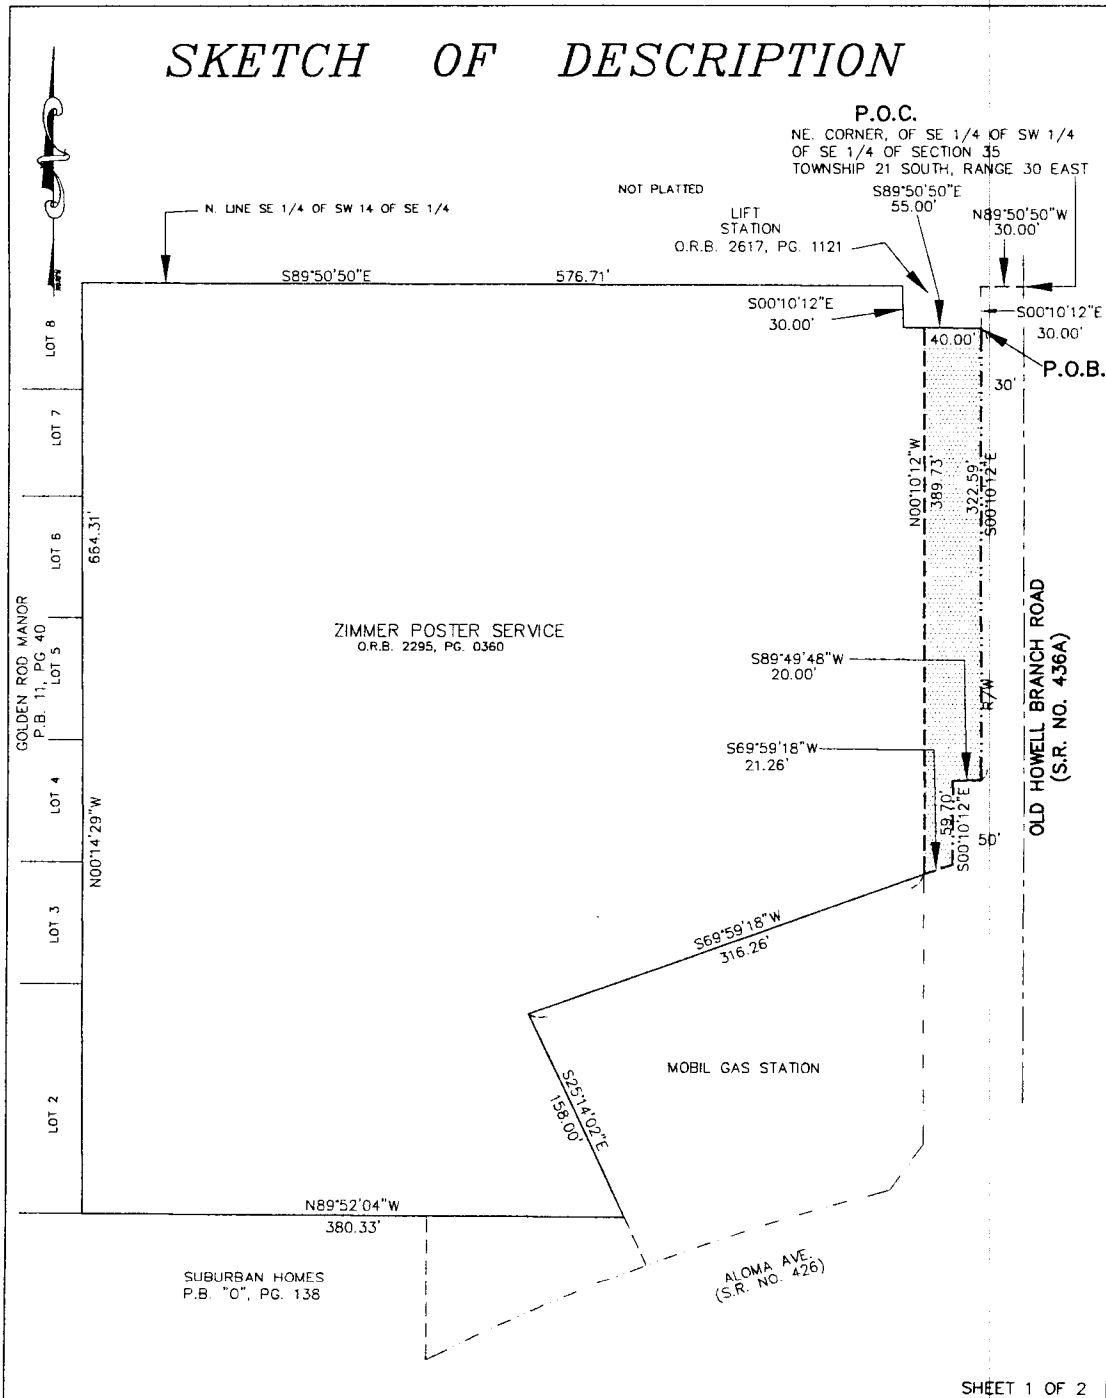 SKETCH OF DESCRIPTION
P.O.C.
NE. CORNER, OF SE 1/4 OF SW 1/4
OF SE 1/4 OF SECTION 35
TOWNSHIP 21 SOUTH, RANGE 30 EAST
NOT PLATTED
S89°50'50"E
55.00'
N89°50'50"W
30.00'
N. LINE SE 1/4 OF SW 14 OF SE 1/4
LIFT
STATION
O.R.B. 2617, PG. 1121
S89°50'50"E 576.71'
S00°10'12"E
30.00'
S00°10'12"E
30.00'
40.00'
P.O.B.
30'
LOT 8
LOT 7
LOT 6
LOT 5
LOT 4
LOT 3
LOT 2
GOLDEN ROD MANOR
P.B. 11, PG 40
664.31'
N00°14'29"W
N00°10'12"W
389.73'
322.59'
S00°10'12"E
ZIMMER POSTER SERVICE
O.R.B. 2295, PG. 0360
S89°49'48"W
20.00'
R/W
OLD HOWELL BRANCH ROAD
(S.R. NO. 436A)
S69°59'18"W
21.26'
59.70'
S00°10'12"E
50'
S69°59'18"W
316.26'
MOBIL GAS STATION
S25°14'02"E
158.00'
N89°52'04"W
380.33'
SUBURBAN HOMES
P.B. "O", PG. 138
ALOMA AVE.
(S.R. NO. 426)
SHEET 1 OF 2